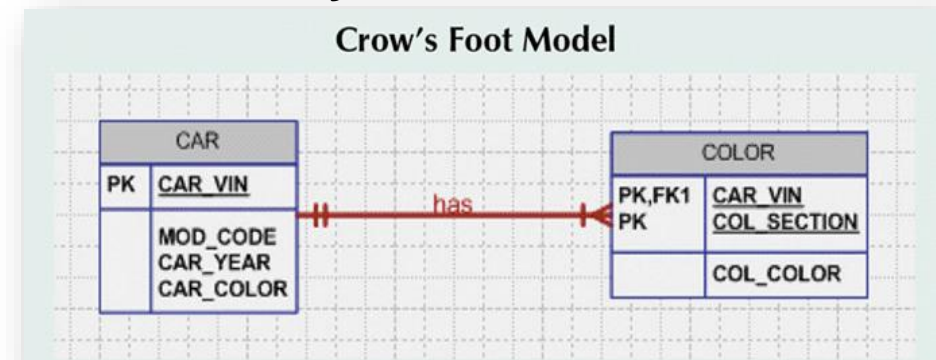 Crow's Foot Model
CAR
PK CAR_VIN
MOD_CODE
CAR_YEAR
CAR_COLOR
has
COLOR
PK,FK1 CAR_VIN
PK COL_SECTION
COL_COLOR